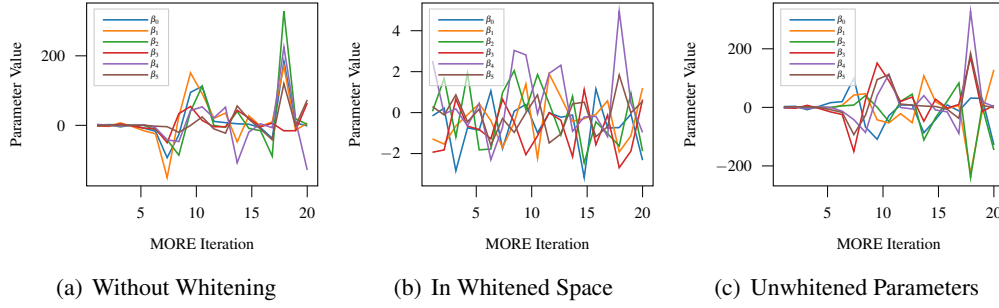 Parameter Value
200
0
β0
β1
β2
β3
β4
β5
5
10
15
20
MORE Iteration
(a) Without Whitening
Parameter Value
4
2
0
−2
β0
β1
β2
β3
β4
β5
5
10
15
20
MORE Iteration
(b) In Whitened Space
Parameter Value
200
0
−200
β0
β1
β2
β3
β4
β5
5
10
15
20
MORE Iteration
(c) Unwhitened Parameters